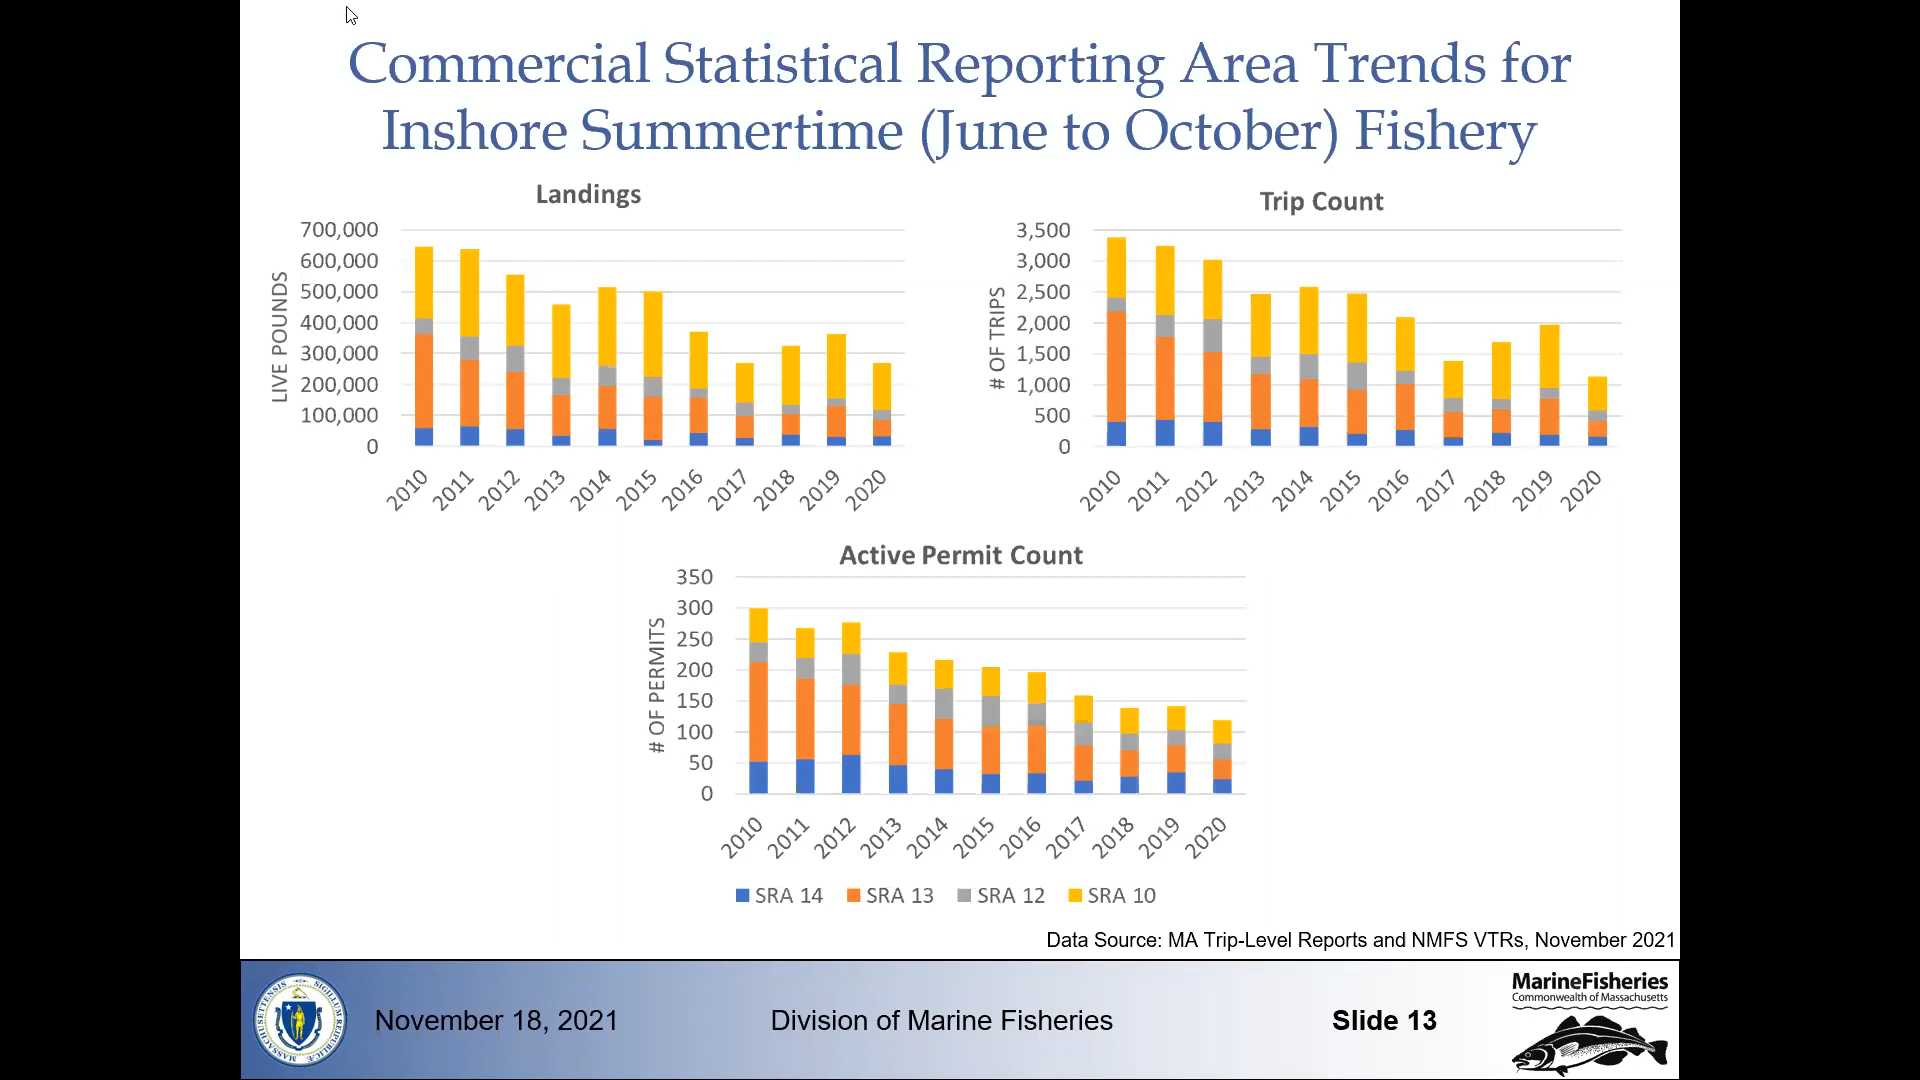 Commercial Statistical Reporting Area Trends for
Inshore Summertime (June to October) Fishery
Landings
LIVE POUNDS
700,000
600,000
500,000
400,000
300,000
200,000
100,000
0
2010 2011 2012 2013 2014 2015 2016 2017 2018 2019 2020
Trip Count
# OF TRIPS
3,500
3,000
2,500
2,000
1,500
1,000
500
0
2010 2011 2012 2013 2014 2015 2016 2017 2018 2019 2020
Active Permit Count
# OF PERMITS
350
300
250
200
150
100
50
0
2010 2011 2012 2013 2014 2015 2016 2017 2018 2019 2020
SRA 14 SRA 13 SRA 12 SRA 10
Data Source: MA Trip-Level Reports and NMFS VTRs, November 2021
November 18, 2021
Division of Marine Fisheries
Slide 13
MarineFisheries
Commonwealth of Massachusetts